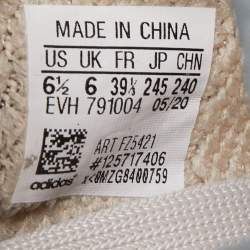 MADE IN CHINA
US UK FR JP CHN
6½ 6 39⅓ 245 240
EVH 791004 05/20
ART FZ5421
#125717406
adidas